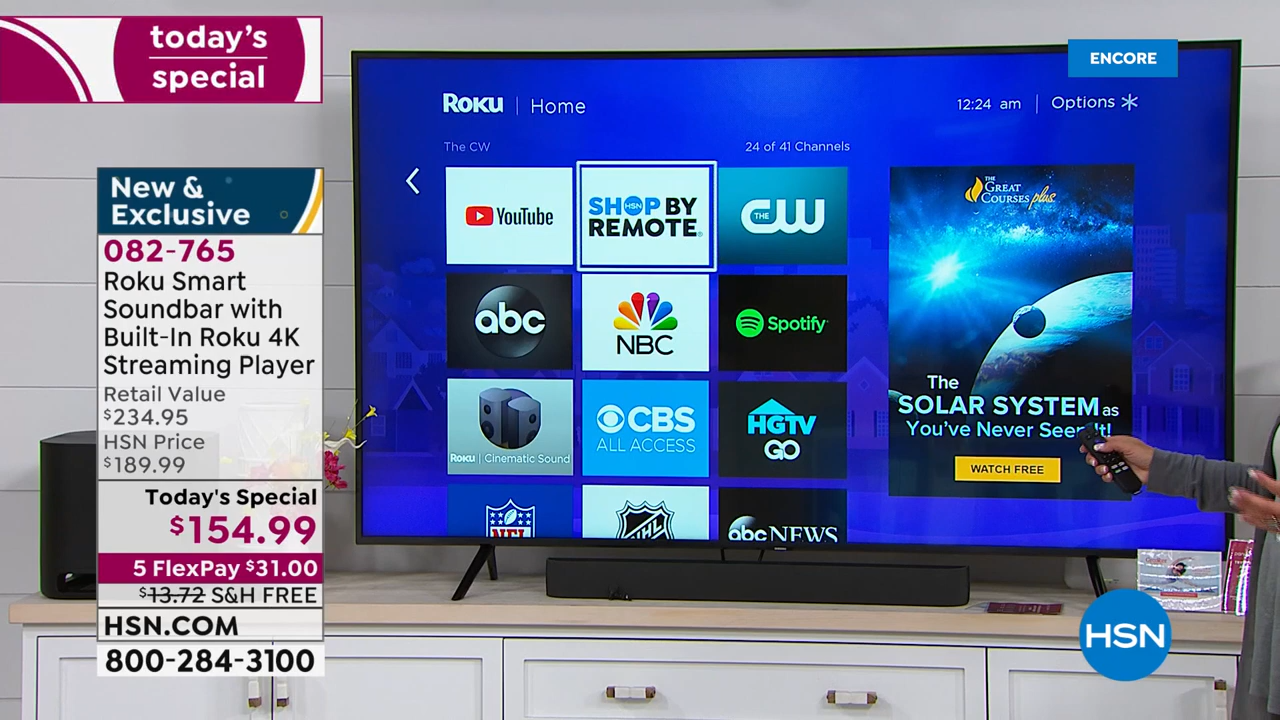 today's
special
ENCORE
New &
Exclusive
082-765
Roku Smart
Soundbar with
Built-In Roku 4K
Streaming Player
Retail Value
$234.95
HSN Price
$189.99
Today's Special
$154.99
5 FlexPay $31.00
$13.72 S&H FREE
HSN.COM
800-284-3100
Roku | Home
12:24 am | Options
The CW
24 of 41 Channels
YouTube
SHOP BY
HSN
REMOTE®
THE CW
abc
NBC
Spotify
Roku | Cinematic Sound
CBS
ALL ACCESS
HGTV
GO
NFL
NHL
abc NEWS
THE
GREAT
COURSES plus
The
SOLAR SYSTEM as
You've Never Seen It!
WATCH FREE
HSN